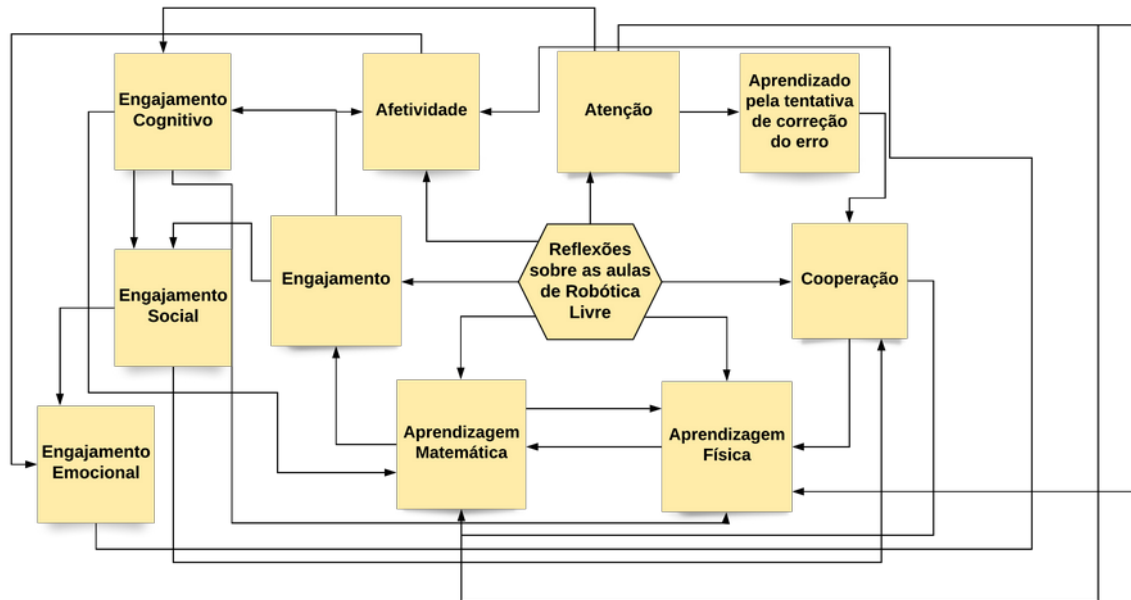 Engajamento
Cognitivo
Afetividade
Atenção
Aprendizado
pela tentativa
de correção
do erro
Engajamento
Social
Engajamento
Reflexões
sobre as aulas
de Robótica
Livre
Cooperação
Engajamento
Emocional
Aprendizagem
Matemática
Aprendizagem
Física